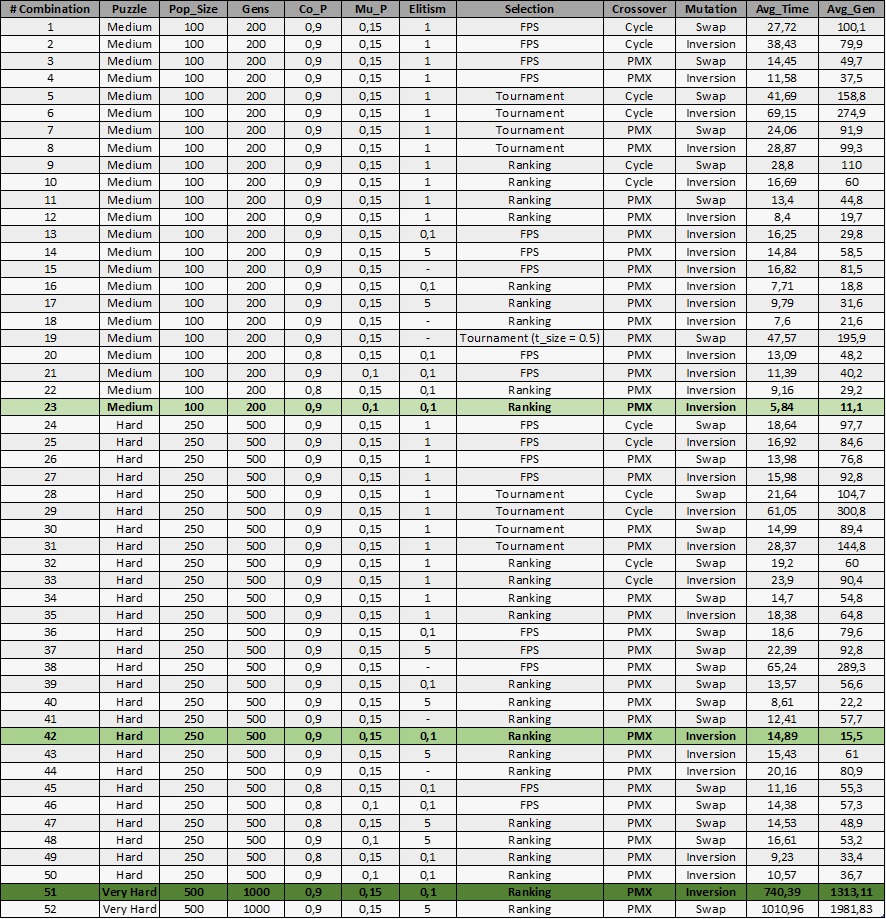 # Combination Puzzle Pop_Size Gens Co_P Mu_P Elitism Selection Crossover Mutation Avg_Time Avg_Gen
1 Medium 100 200 0,9 0,15 1 FPS Cycle Swap 27,72 100,1
2 Medium 100 200 0,9 0,15 1 FPS Cycle Inversion 38,43 79,9
3 Medium 100 200 0,9 0,15 1 FPS PMX Swap 14,45 49,7
4 Medium 100 200 0,9 0,15 1 FPS PMX Inversion 11,58 37,5
5 Medium 100 200 0,9 0,15 1 Tournament Cycle Swap 41,69 158,8
6 Medium 100 200 0,9 0,15 1 Tournament Cycle Inversion 69,15 274,9
7 Medium 100 200 0,9 0,15 1 Tournament PMX Swap 24,06 91,9
8 Medium 100 200 0,9 0,15 1 Tournament PMX Inversion 28,87 99,3
9 Medium 100 200 0,9 0,15 1 Ranking Cycle Swap 28,8 110
10 Medium 100 200 0,9 0,15 1 Ranking Cycle Inversion 16,69 60
11 Medium 100 200 0,9 0,15 1 Ranking PMX Swap 13,4 44,8
12 Medium 100 200 0,9 0,15 1 Ranking PMX Inversion 8,4 19,7
13 Medium 100 200 0,9 0,15 0,1 FPS PMX Inversion 16,25 29,8
14 Medium 100 200 0,9 0,15 5 FPS PMX Inversion 14,84 58,5
15 Medium 100 200 0,9 0,15 - FPS PMX Inversion 16,82 81,5
16 Medium 100 200 0,9 0,15 0,1 Ranking PMX Inversion 7,71 18,8
17 Medium 100 200 0,9 0,15 5 Ranking PMX Inversion 9,79 31,6
18 Medium 100 200 0,9 0,15 - Ranking PMX Inversion 7,6 21,6
19 Medium 100 200 0,9 0,15 - Tournament (t_size = 0.5) PMX Swap 47,57 195,9
20 Medium 100 200 0,8 0,15 0,1 FPS PMX Inversion 13,09 48,2
21 Medium 100 200 0,9 0,1 0,1 FPS PMX Inversion 11,39 40,2
22 Medium 100 200 0,8 0,15 0,1 Ranking PMX Inversion 9,16 29,2
23 Medium 100 200 0,9 0,1 0,1 Ranking PMX Inversion 5,84 11,1
24 Hard 250 500 0,9 0,15 1 FPS Cycle Swap 18,64 97,7
25 Hard 250 500 0,9 0,15 1 FPS Cycle Inversion 16,92 84,6
26 Hard 250 500 0,9 0,15 1 FPS PMX Swap 13,98 76,8
27 Hard 250 500 0,9 0,15 1 FPS PMX Inversion 15,98 92,8
28 Hard 250 500 0,9 0,15 1 Tournament Cycle Swap 21,64 104,7
29 Hard 250 500 0,9 0,15 1 Tournament Cycle Inversion 61,05 300,8
30 Hard 250 500 0,9 0,15 1 Tournament PMX Swap 14,99 89,4
31 Hard 250 500 0,9 0,15 1 Tournament PMX Inversion 28,37 144,8
32 Hard 250 500 0,9 0,15 1 Ranking Cycle Swap 19,2 60
33 Hard 250 500 0,9 0,15 1 Ranking Cycle Inversion 23,9 90,4
34 Hard 250 500 0,9 0,15 1 Ranking PMX Swap 14,7 54,8
35 Hard 250 500 0,9 0,15 1 Ranking PMX Inversion 18,38 64,8
36 Hard 250 500 0,9 0,15 0,1 FPS PMX Swap 18,6 79,6
37 Hard 250 500 0,9 0,15 5 FPS PMX Swap 22,39 92,8
38 Hard 250 500 0,9 0,15 - FPS PMX Swap 65,24 289,3
39 Hard 250 500 0,9 0,15 0,1 Ranking PMX Swap 13,57 56,6
40 Hard 250 500 0,9 0,15 5 Ranking PMX Swap 8,61 22,2
41 Hard 250 500 0,9 0,15 - Ranking PMX Swap 12,41 57,7
42 Hard 250 500 0,9 0,15 0,1 Ranking PMX Inversion 14,89 15,5
43 Hard 250 500 0,9 0,15 5 Ranking PMX Inversion 15,43 61
44 Hard 250 500 0,9 0,15 - Ranking PMX Inversion 20,16 80,9
45 Hard 250 500 0,8 0,15 0,1 FPS PMX Swap 11,16 55,3
46 Hard 250 500 0,8 0,1 0,1 FPS PMX Swap 14,38 57,3
47 Hard 250 500 0,8 0,15 5 Ranking PMX Swap 14,53 48,9
48 Hard 250 500 0,9 0,1 5 Ranking PMX Swap 16,61 53,2
49 Hard 250 500 0,8 0,15 0,1 Ranking PMX Inversion 9,23 33,4
50 Hard 250 500 0,9 0,1 0,1 Ranking PMX Inversion 10,57 36,7
51 Very Hard 500 1000 0,9 0,15 0,1 Ranking PMX Inversion 740,39 1313,11
52 Very Hard 500 1000 0,9 0,15 5 Ranking PMX Swap 1010,96 1981,83